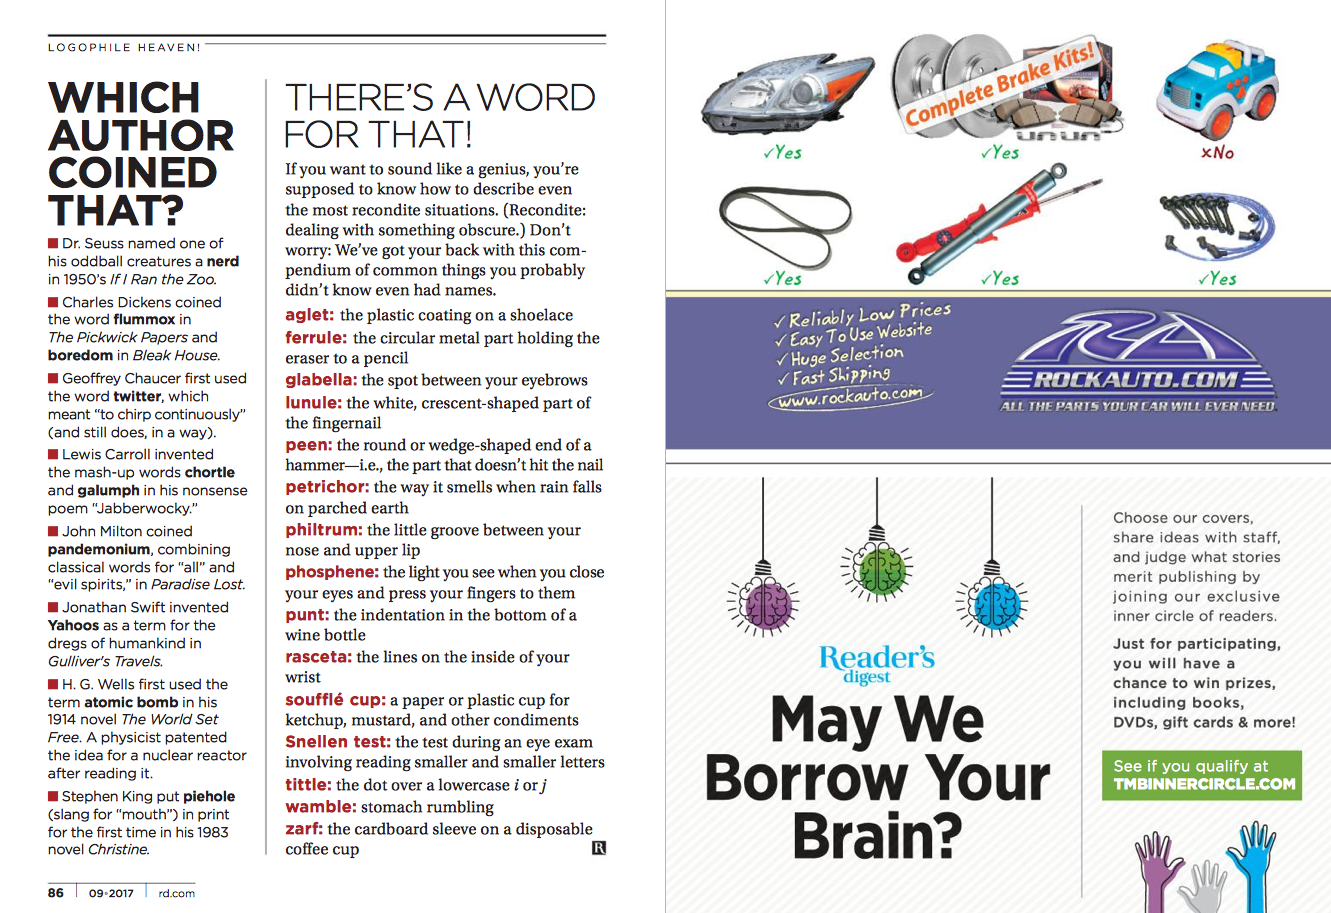 LOGOPHILE HEAVEN!
WHICH
AUTHOR
COINED
THAT?
Dr. Seuss named one of
his oddball creatures a nerd
in 1950's If I Ran the Zoo.
Charles Dickens coined
the word flummox in
The Pickwick Papers and
boredom in Bleak House.
Geoffrey Chaucer first used
the word twitter, which
meant “to chirp continuously”
(and still does, in a way).
Lewis Carroll invented
the mash-up words chortle
and galumph in his nonsense
poem “Jabberwocky.”
John Milton coined
pandemonium, combining
classical words for “all” and
“evil spirits,” in Paradise Lost.
Jonathan Swift invented
Yahoos as a term for the
dregs of humankind in
Gulliver's Travels.
H. G. Wells first used the
term atomic bomb in his
1914 novel The World Set
Free. A physicist patented
the idea for a nuclear reactor
after reading it.
Stephen King put piehole
(slang for “mouth”) in print
for the first time in his 1983
novel Christine.
THERE'S A WORD
FOR THAT!
If you want to sound like a genius, you're
supposed to know how to describe even
the most recondite situations. (Recondite:
dealing with something obscure.) Don't
worry: We've got your back with this com-
pendium of common things you probably
didn't know even had names.
aglet: the plastic coating on a shoelace
ferrule: the circular metal part holding the
eraser to a pencil
glabella: the spot between your eyebrows
lunule: the white, crescent-shaped part of
the fingernail
peen: the round or wedge-shaped end of a
hammer—i.e., the part that doesn't hit the nail
petrichor: the way it smells when rain falls
on parched earth
philtrum: the little groove between your
nose and upper lip
phosphene: the light you see when you close
your eyes and press your fingers to them
punt: the indentation in the bottom of a
wine bottle
rasceta: the lines on the inside of your
wrist
soufflé cup: a paper or plastic cup for
ketchup, mustard, and other condiments
Snellen test: the test during an eye exam
involving reading smaller and smaller letters
tittle: the dot over a lowercase i or j
wamble: stomach rumbling
zarf: the cardboard sleeve on a disposable
coffee cup
R
86 09•2017 rd.com
Complete Brake Kits!
✓Yes ✓Yes xNo
✓Yes ✓Yes ✓Yes
✓ Reliably Low Prices
✓ Easy To Use Website
✓ Huge Selection
✓ Fast Shipping
www.rockauto.com
RA
ROCKAUTO.COM
ALL THE PARTS YOUR CAR WILL EVER NEED.
Reader's
digest
May We
Borrow Your
Brain?
Choose our covers,
share ideas with staff,
and judge what stories
merit publishing by
joining our exclusive
inner circle of readers.
Just for participating,
you will have a
chance to win prizes,
including books,
DVDs, gift cards & more!
See if you qualify at
TMBINNERCIRCLE.COM